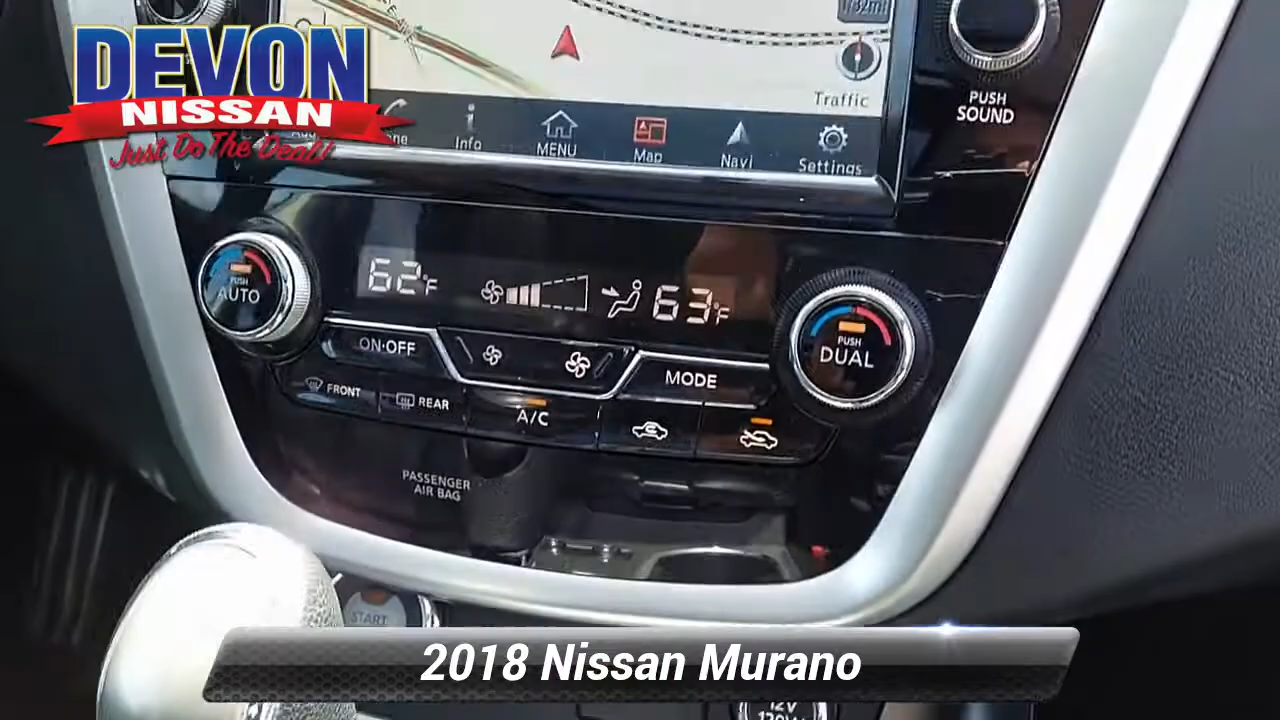 DEVON
NISSAN
Just Do The Deal!
Info
MENU
Map
Navi
Settings
Traffic
PUSH
SOUND
PUSH
AUTO
62°F
63°F
PUSH
DUAL
ON·OFF
MODE
FRONT
REAR
A/C
PASSENGER
AIR BAG
START
2018 Nissan Murano
12V
120W